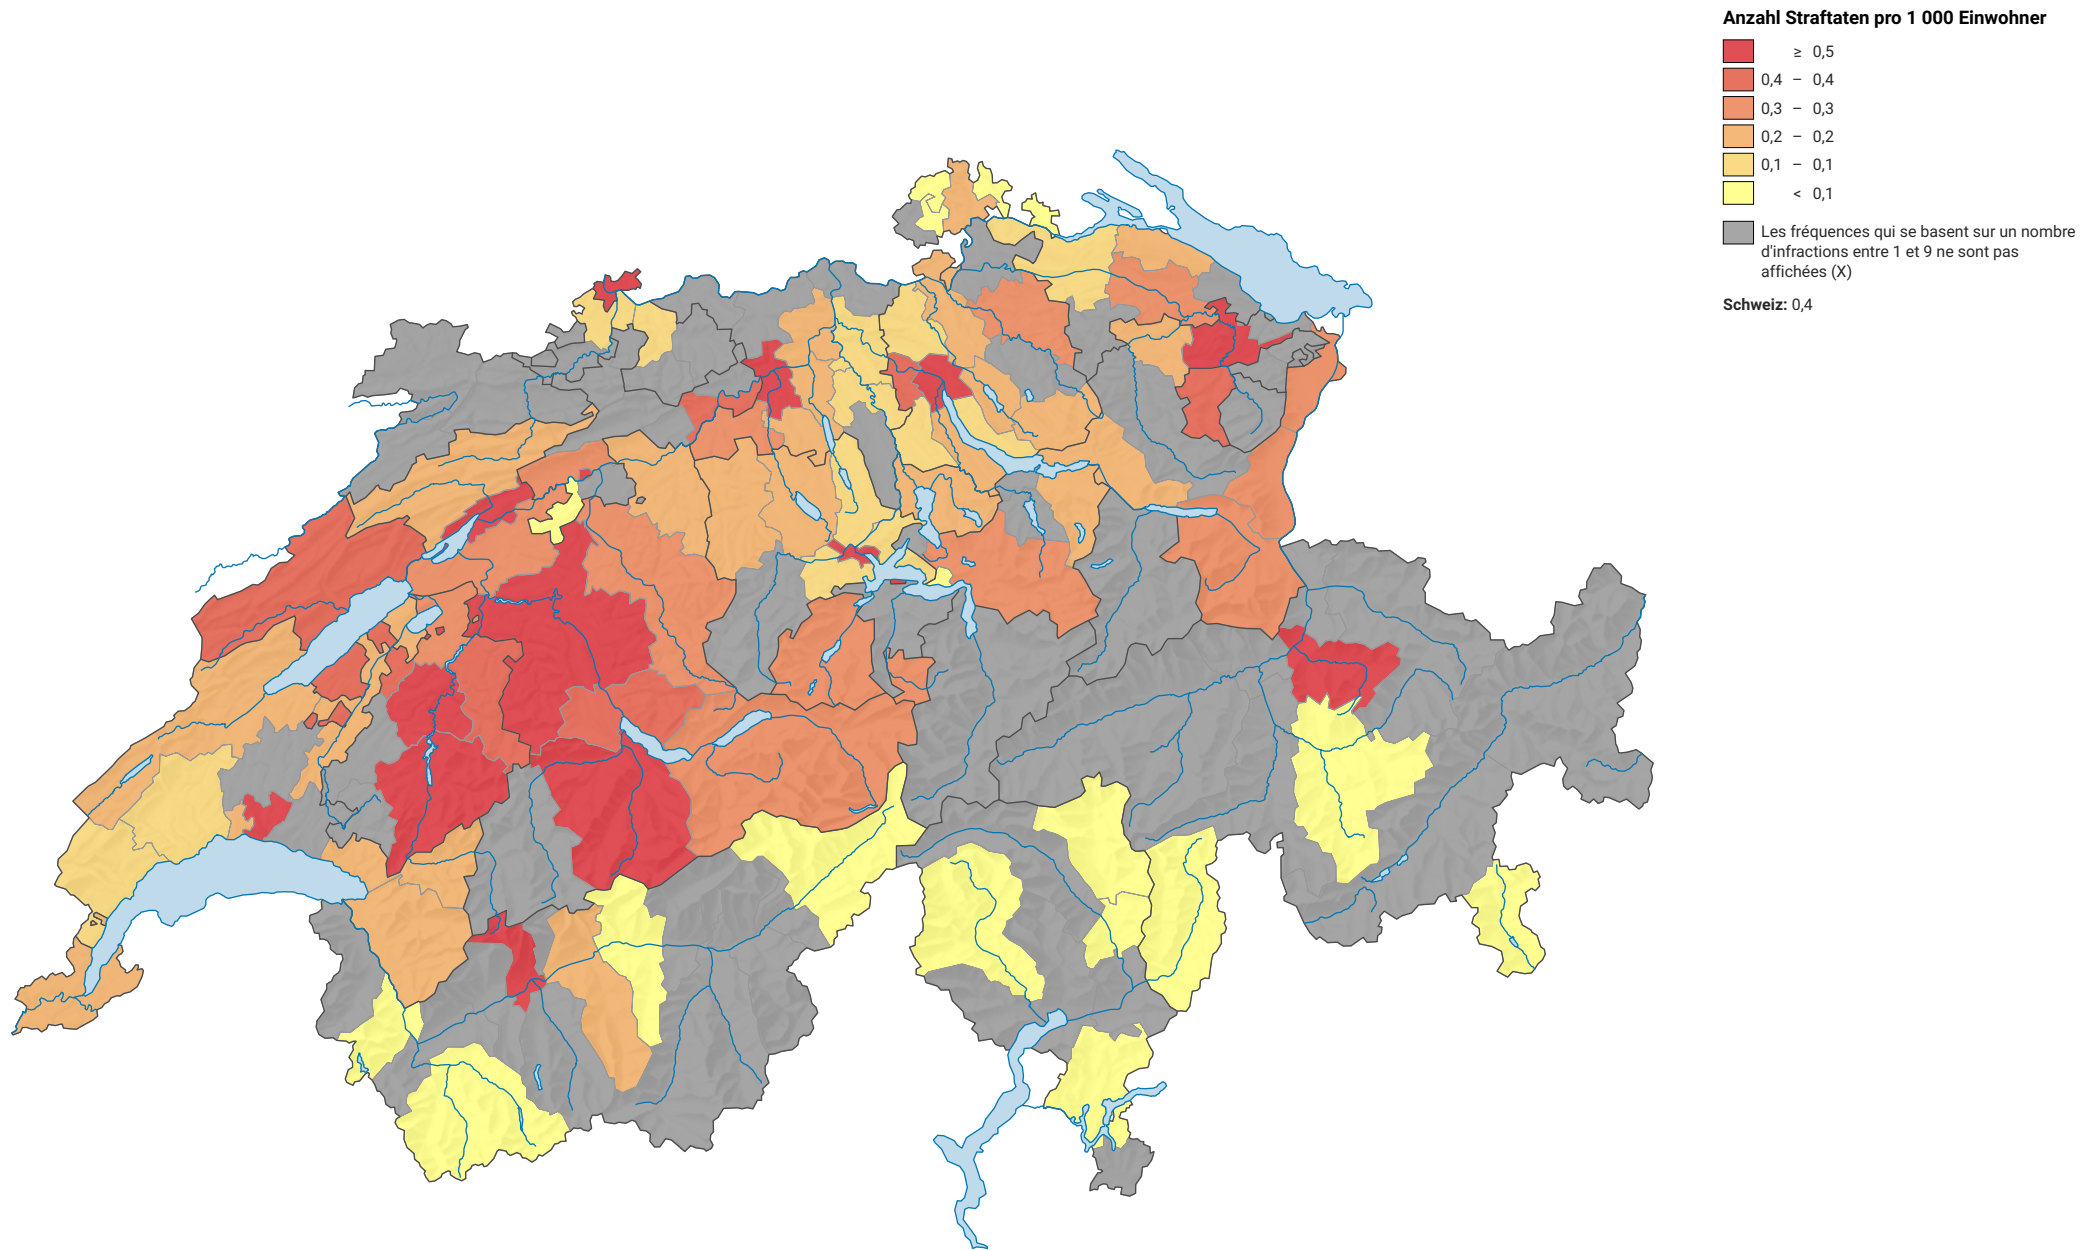 Anzahl Straftaten pro 1 000 Einwohner
≥ 0,5
0,4 – 0,4
0,3 – 0,3
0,2 – 0,2
0,1 – 0,1
< 0,1
Les fréquences qui se basent sur un nombre
d'infractions entre 1 et 9 ne sont pas
affichées (X)
Schweiz: 0,4